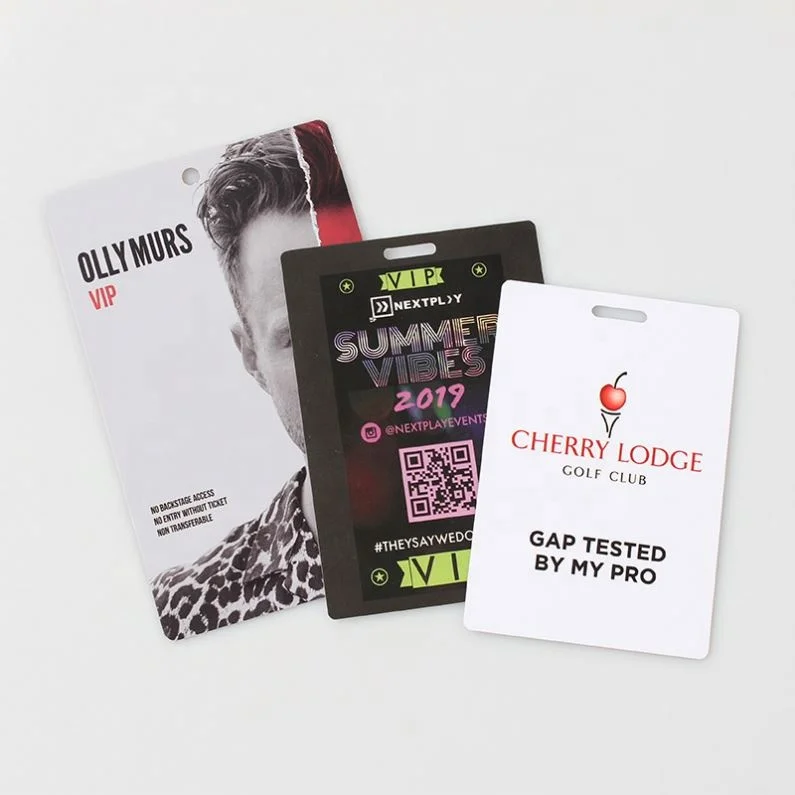 OLLY MURS
VIP
NO BACKSTAGE ACCESS
NO ENTRY WITHOUT TICKET
NON TRANSFERABLE
VIP
NEXTPLAY
SUMMER
VIBES
2019
@NEXTPLAYEVENTS
#THEYSAYWEDO
VI
CHERRY LODGE
GOLF CLUB
GAP TESTED
BY MY PRO